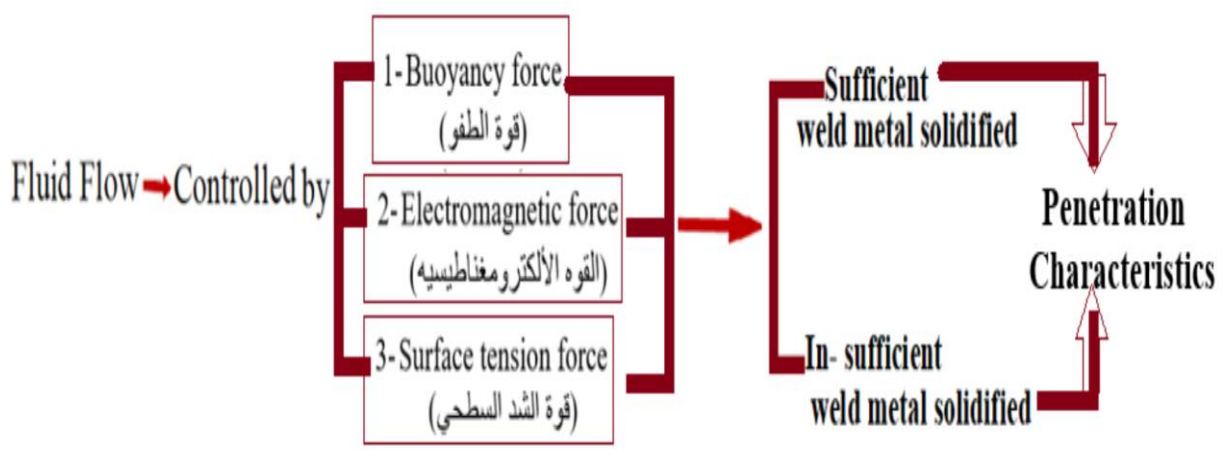 Fluid Flow
Controlled by
1- Buoyancy force
(قوة الطفو)
2- Electromagnetic force
(القوه الألكترومغناطيسيه)
3- Surface tension force
(قوة الشد السطحي)
Sufficient
weld metal solidified
In- sufficient
weld metal solidified
Penetration
Characteristics